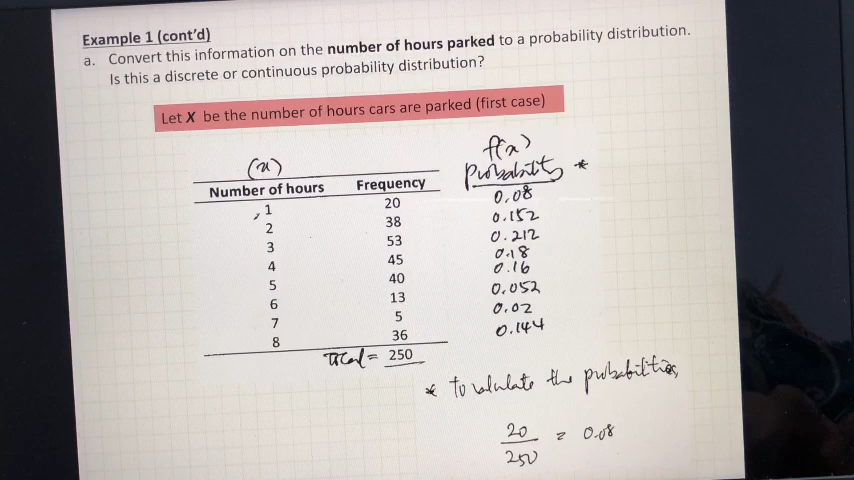 Example 1 (cont'd)
a. Convert this information on the number of hours parked to a probability distribution.
Is this a discrete or continuous probability distribution?
Let X be the number of hours cars are parked (first case)
(x) f(x)
Number of hours Frequency Probability *
1 20 0.08
2 38 0.152
3 53 0.212
4 45 0.18
5 40 0.16
6 13 0.052
7 5 0.02
8 36 0.144
Total = 250
* to calculate the probabilities,
20
250
= 0.08